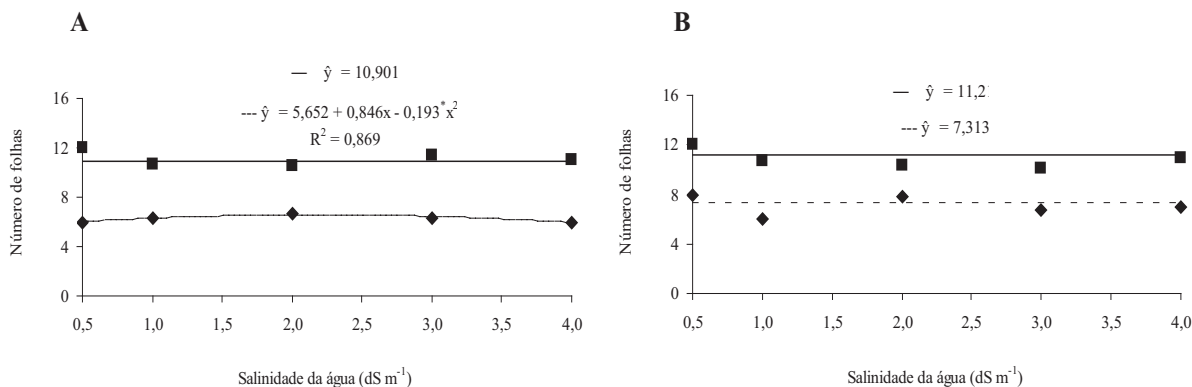 A
— ŷ = 10,901
--- ŷ = 5,652 + 0,846x - 0,193*x²
R² = 0,869
Número de folhas
16
12
8
4
0
0,5 1,0 1,5 2,0 2,5 3,0 3,5 4,0
Salinidade da água (dS m⁻¹)
B
— ŷ = 11,2
--- ŷ = 7,313
Número de folhas
16
12
8
4
0
0,5 1,0 1,5 2,0 2,5 3,0 3,5 4,0
Salinidade da água (dS m⁻¹)